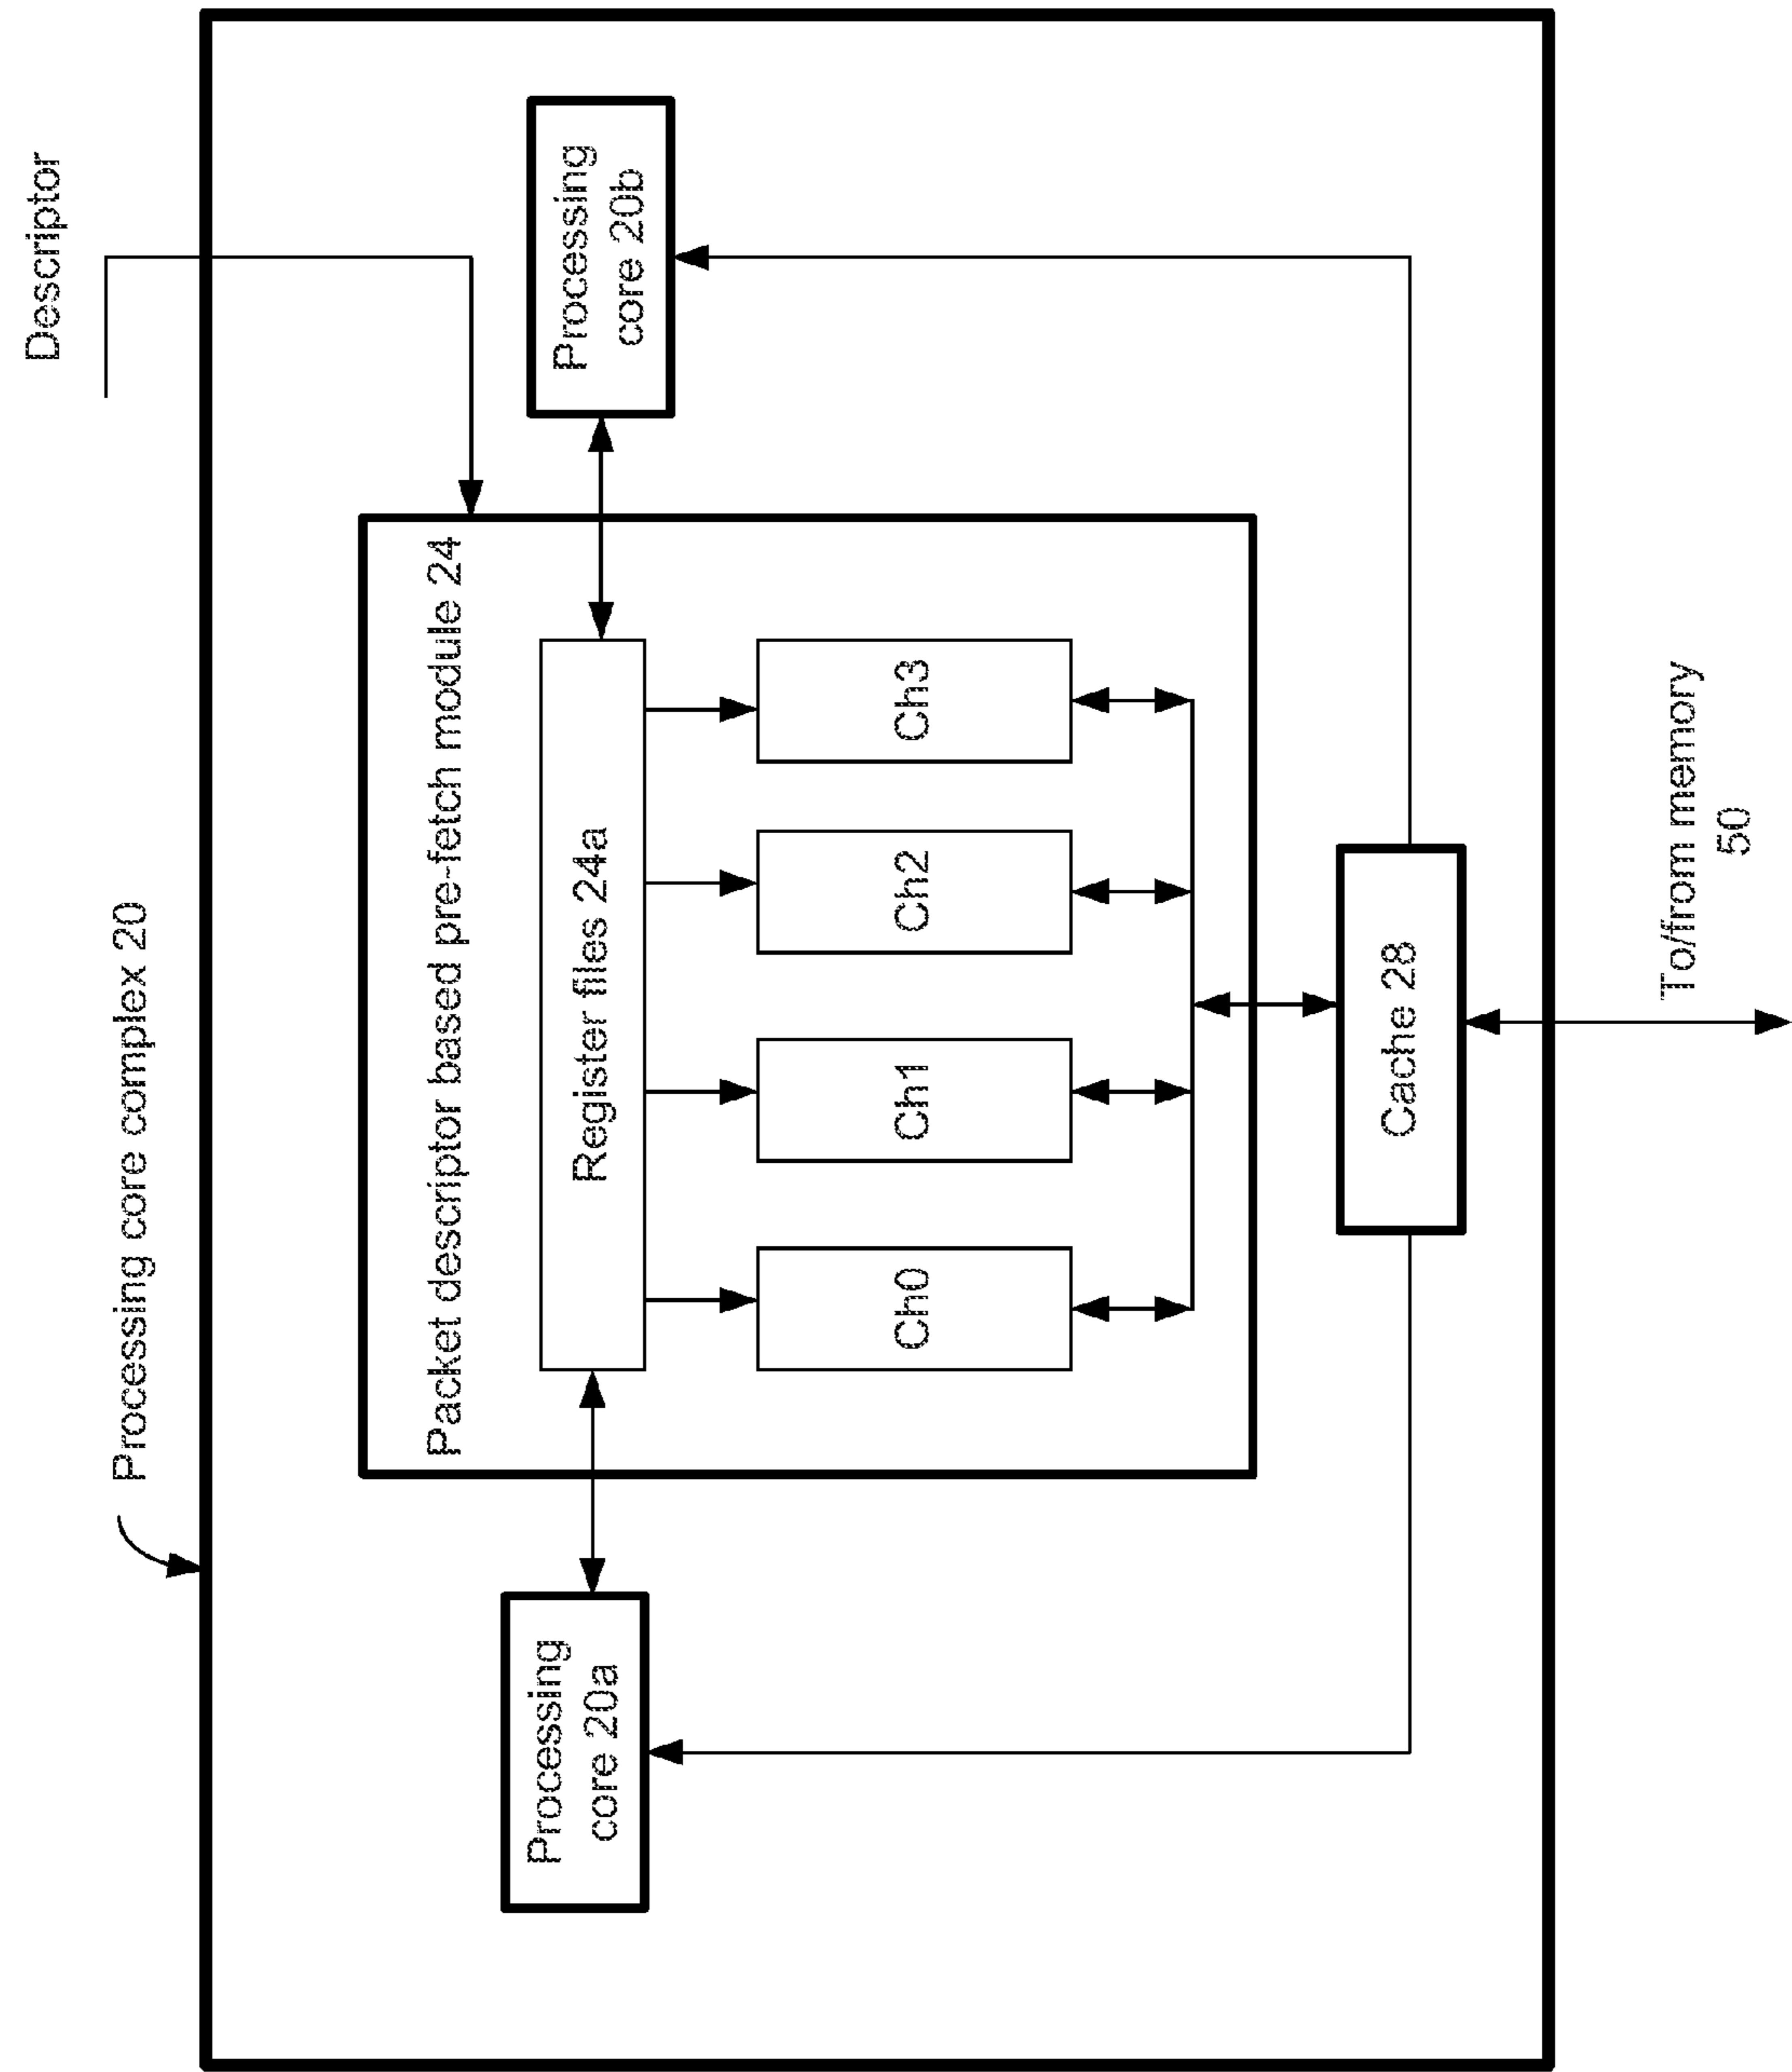 Descriptor
Processing core complex 20
Packet descriptor based pre-fetch module 24
Processing
core 20a
Register files 24a
Processing
core 20b
Ch0
Ch1
Ch2
Ch3
Cache 28
To/from memory
50